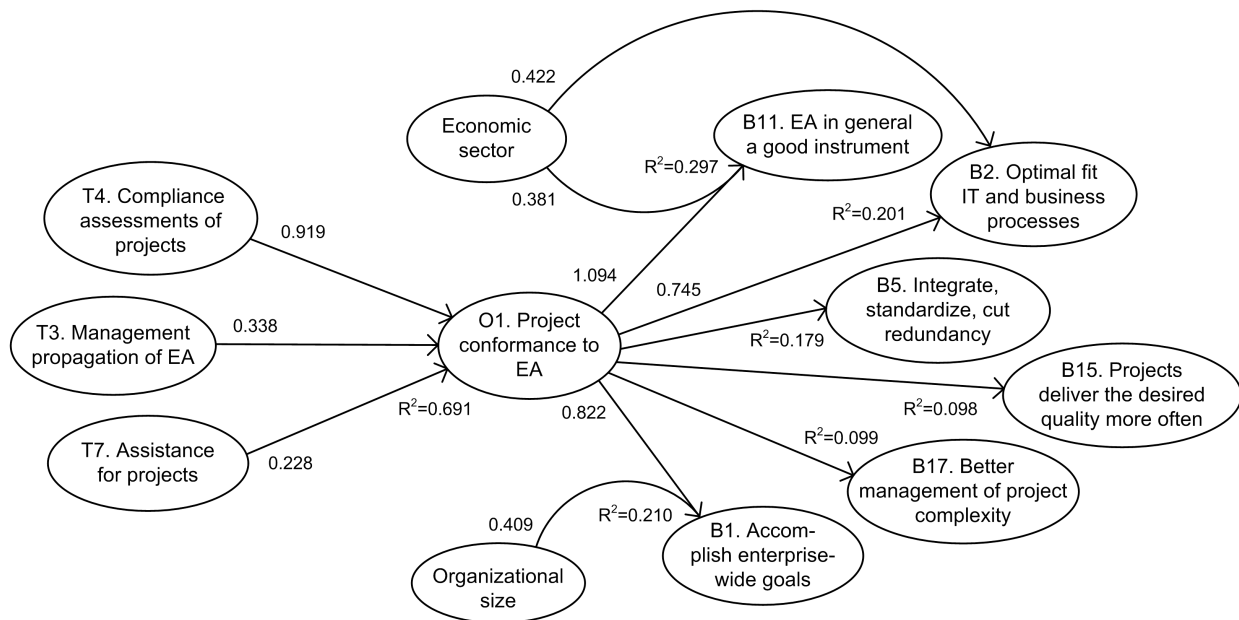 0.422
Economic
sector
0.381
B11. EA in general
a good instrument
R²=0.297
B2. Optimal fit
IT and business
processes
R²=0.201
T4. Compliance
assessments of
projects
0.919
1.094
0.745
B5. Integrate,
standardize, cut
redundancy
R²=0.179
T3. Management
propagation of EA
0.338
O1. Project
conformance to
EA
B15. Projects
deliver the desired
quality more often
R²=0.098
R²=0.691
0.822
T7. Assistance
for projects
0.228
R²=0.099
B17. Better
management of project
complexity
0.409
R²=0.210
B1. Accom-
plish enterprise-
wide goals
Organizational
size